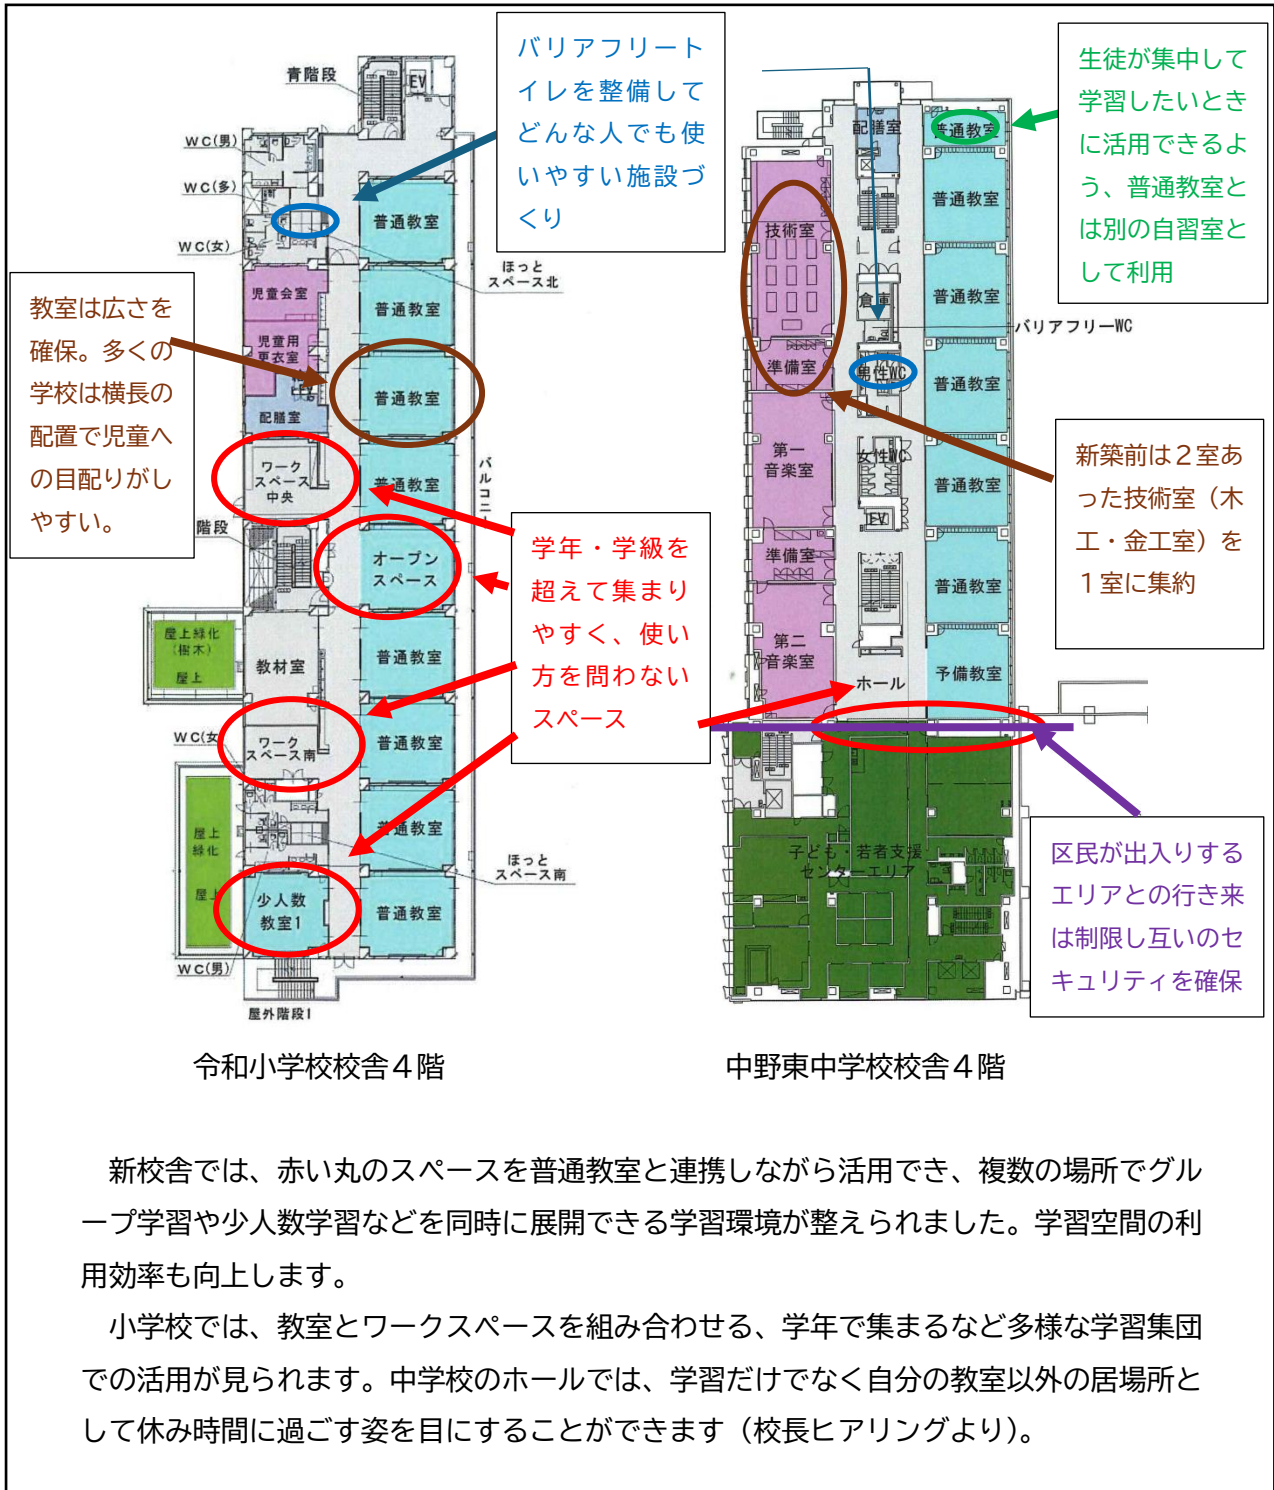 バリアフリート
イレを整備して
どんな人でも使
いやすい施設づ
くり
生徒が集中して
学習したいとき
に活用できるよ
う、普通教室と
は別の自習室と
して利用
教室は広さを
確保。多くの
学校は横長の
配置で児童へ
の目配りがし
やすい。
学年・学級を
超えて集まり
やすく、使い
方を問わない
スペース
新築前は２室あ
った技術室（木
工・金工室）を
１室に集約
区民が出入りする
エリアとの行き来
は制限し互いのセ
キュリティを確保
青階段
EV
WC(男)
WC(多)
WC(女)
普通教室
ほっと
スペース北
児童会室
普通教室
児童用
更衣室
普通教室
配膳室
ワーク
スペース
中央
普通教室
バルコニー
階段
オープン
スペース
屋上緑化
(樹木)
屋上
教材室
普通教室
WC(女
ワーク
スペース南
普通教室
屋上
緑化
屋上
普通教室
ほっと
スペース南
少人数
教室1
普通教室
WC(男)
屋外階段1
配膳室
普通教室
普通教室
技術室
普通教室
倉庫
バリアフリーWC
準備室
男性WC
普通教室
第一
音楽室
女性WC
普通教室
EV
準備室
普通教室
第二
音楽室
予備教室
ホール
子ども・若者支援
センターエリア
令和小学校校舎４階
中野東中学校校舎４階
新校舎では、赤い丸のスペースを普通教室と連携しながら活用でき、複数の場所でグル
ープ学習や少人数学習などを同時に展開できる学習環境が整えられました。学習空間の利
用効率も向上します。
小学校では、教室とワークスペースを組み合わせる、学年で集まるなど多様な学習集団
での活用が見られます。中学校のホールでは、学習だけでなく自分の教室以外の居場所と
して休み時間に過ごす姿を目にすることができます（校長ヒアリングより）。